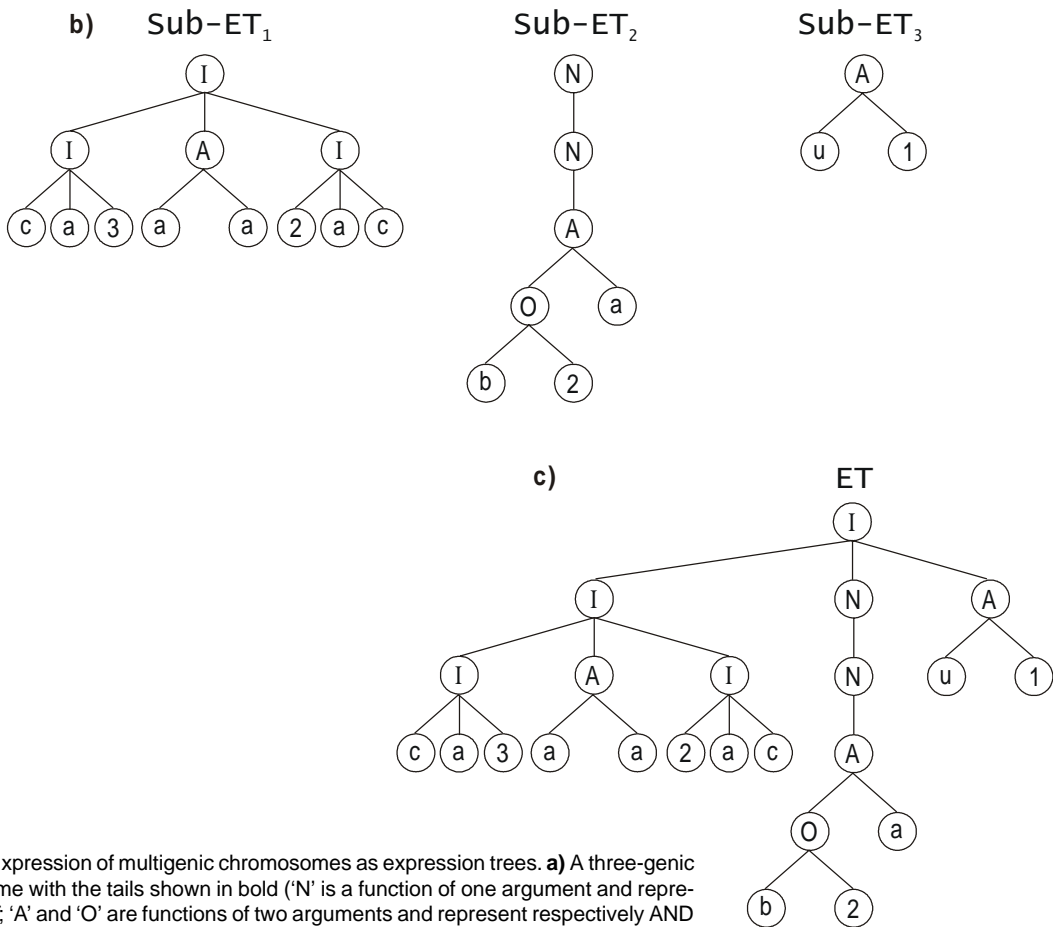 b) Sub-ET1 Sub-ET2 Sub-ET3
I N A
I A I N u 1
c a 3 a a 2 a c A
O a
b 2
c) ET
I
I N A
I A I N u 1
c a 3 a a 2 a c A
O a
b 2
xpression of multigenic chromosomes as expression trees. a) A three-genic
me with the tails shown in bold (‘N’ is a function of one argument and repre-
; ‘A’ and ‘O’ are functions of two arguments and represent respectively AND